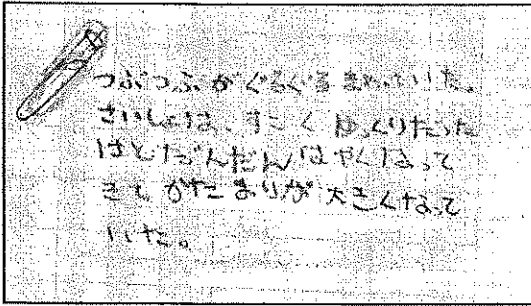 つぶつぶがぐるぐるまわっていた。
さいしょは、すごくゆっくりだった
けどだんだんはやくなって
きてかたまりが大きくなって
いた。